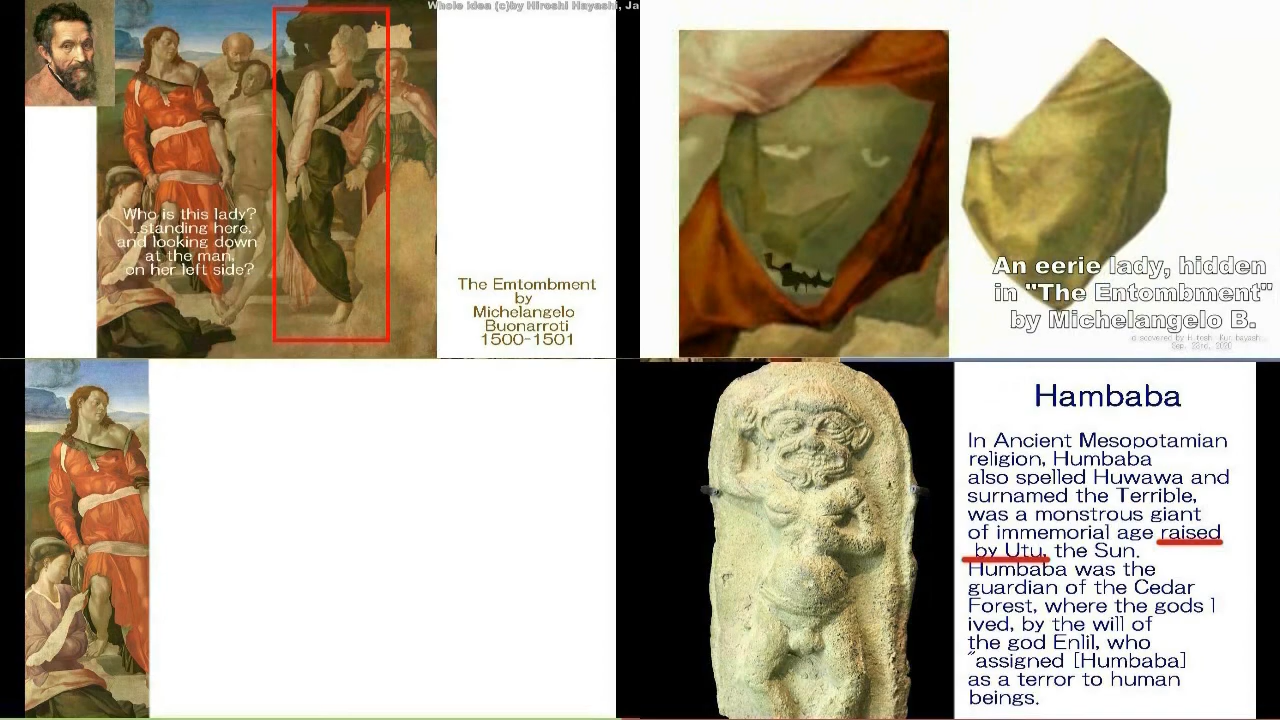 Whole idea (c)by Hiroshi Hayashi, Ja
Who is this lady?
...standing here,
and looking down
at the man,
on her left side?
The Emtombment
by
Michelangelo
Buonarroti
1500-1501
An eerie lady, hidden
in "The Entombment"
by Michelangelo B.
Hambaba
In Ancient Mesopotamian
religion, Humbaba
also spelled Huwawa and
surnamed the Terrible,
was a monstrous giant
of immemorial age raised
by Utu, the Sun.
Humbaba was the
guardian of the Cedar
Forest, where the gods l
ived, by the will of
the god Enlil, who
"assigned [Humbaba]
as a terror to human
beings.